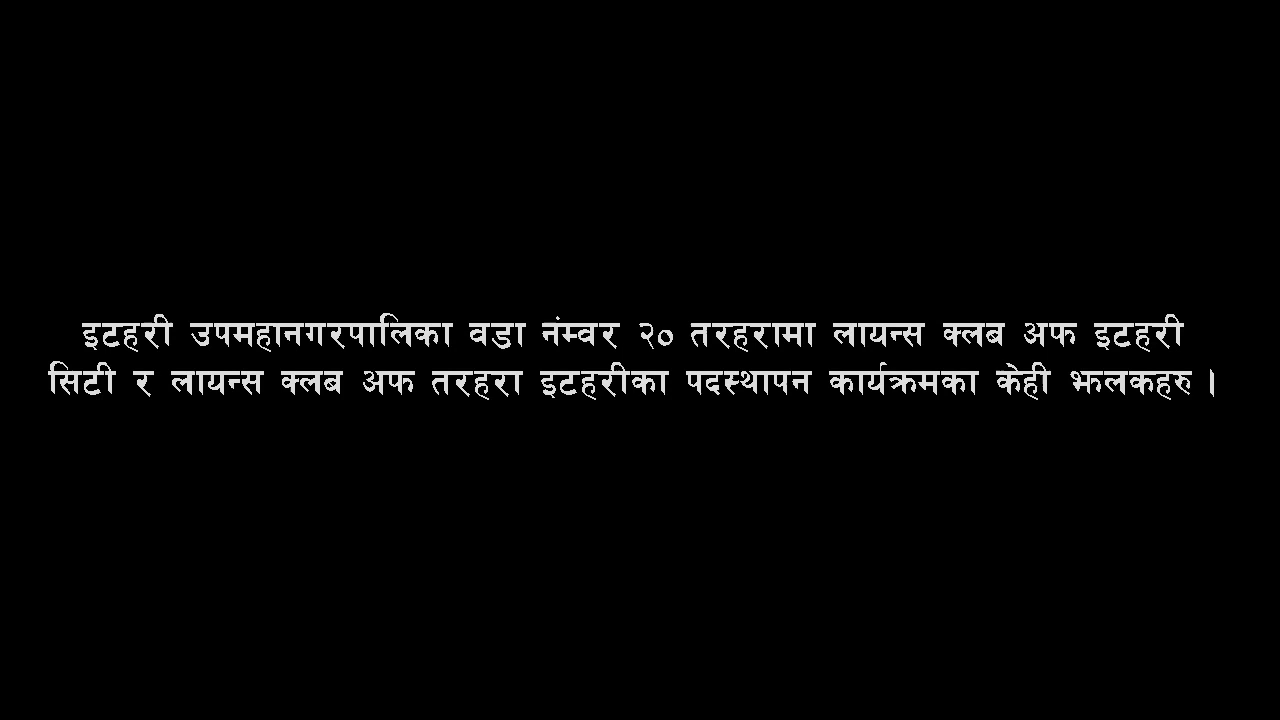 इटहरी उपमहानगरपालिका वडा नंम्वर २० तरहरामा लायन्स क्लब अफ इटहरी
सिटी र लायन्स क्लब अफ तरहरा इटहरीका पदस्थापन कार्यक्रमका केही झलकहरु ।